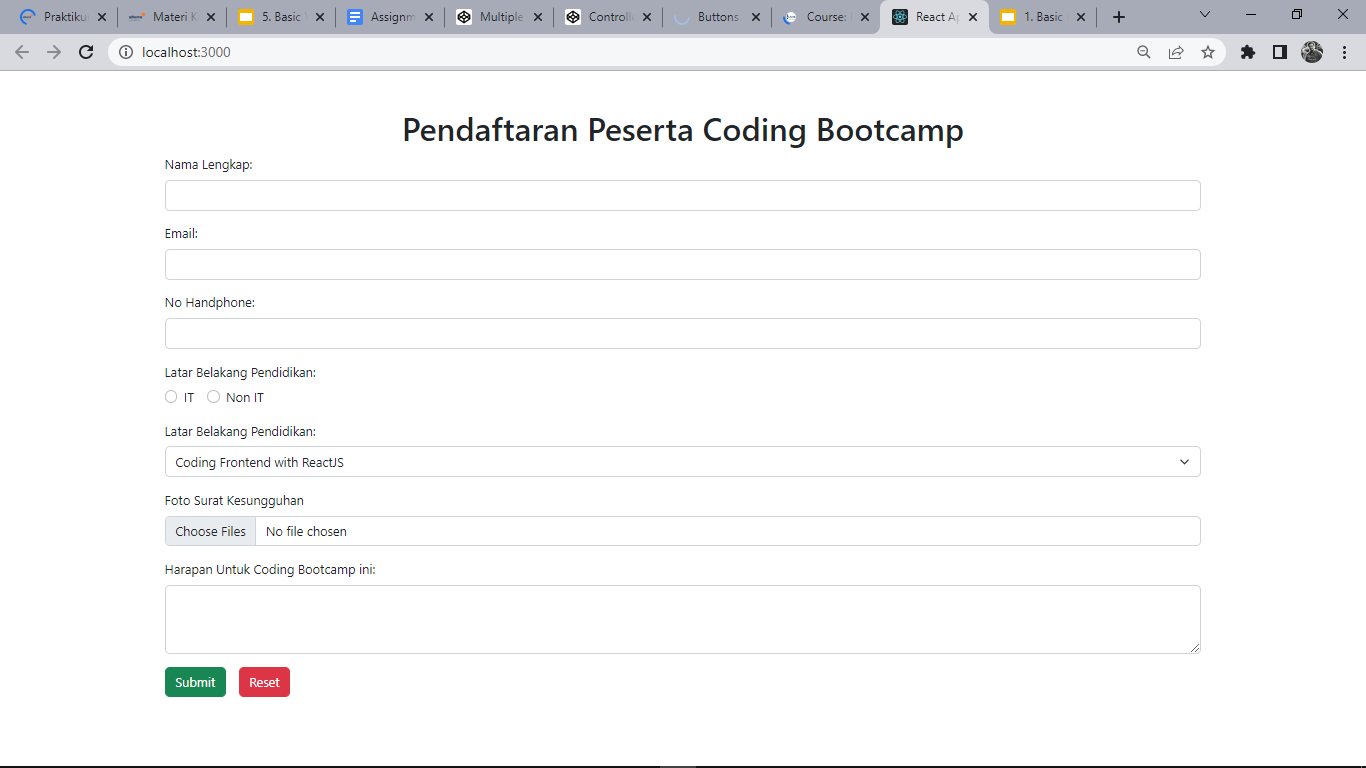 Praktiku
Materi K
5. Basic
Assignm
Multiple
Controll
Buttons
Course:
React Ap
1. Basic
localhost:3000
Pendaftaran Peserta Coding Bootcamp
Nama Lengkap:
Email:
No Handphone:
Latar Belakang Pendidikan:
IT Non IT
Latar Belakang Pendidikan:
Coding Frontend with ReactJS
Foto Surat Kesungguhan
Choose Files No file chosen
Harapan Untuk Coding Bootcamp ini:
Submit Reset